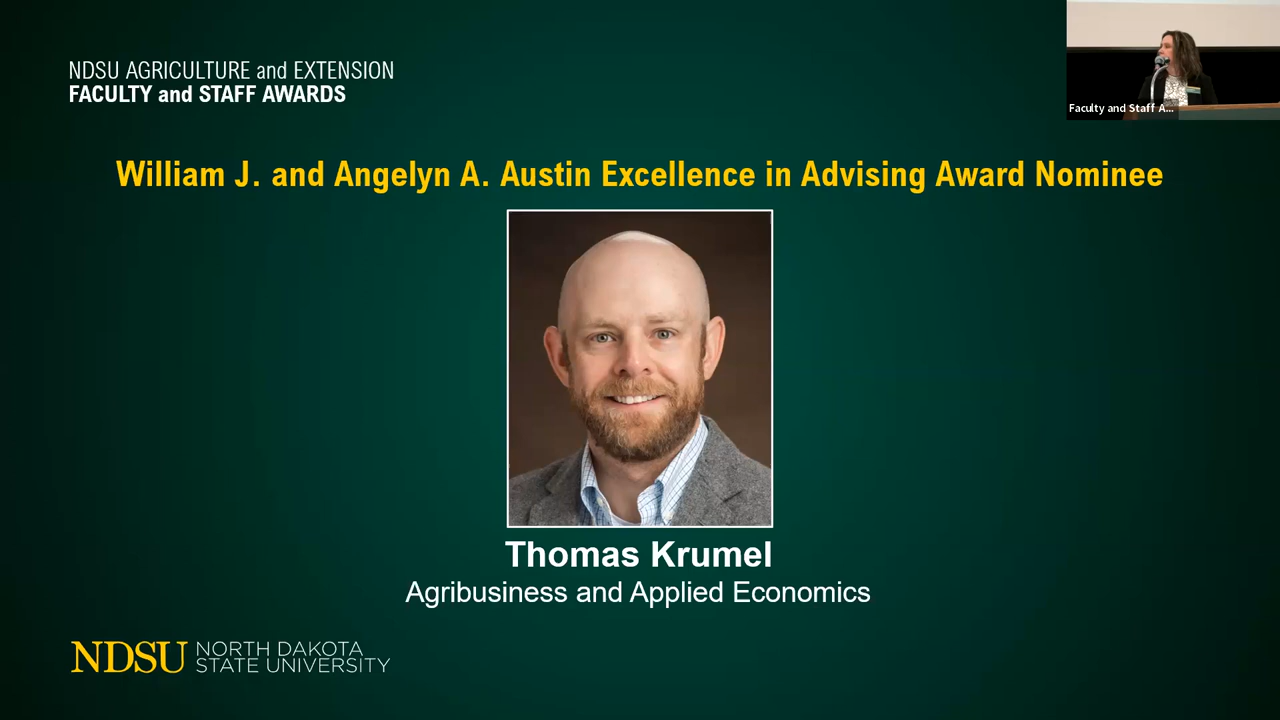 NDSU AGRICULTURE and EXTENSION
FACULTY and STAFF AWARDS
Faculty and Staff A...
William J. and Angelyn A. Austin Excellence in Advising Award Nominee
Thomas Krumel
Agribusiness and Applied Economics
NDSU NORTH DAKOTA
STATE UNIVERSITY